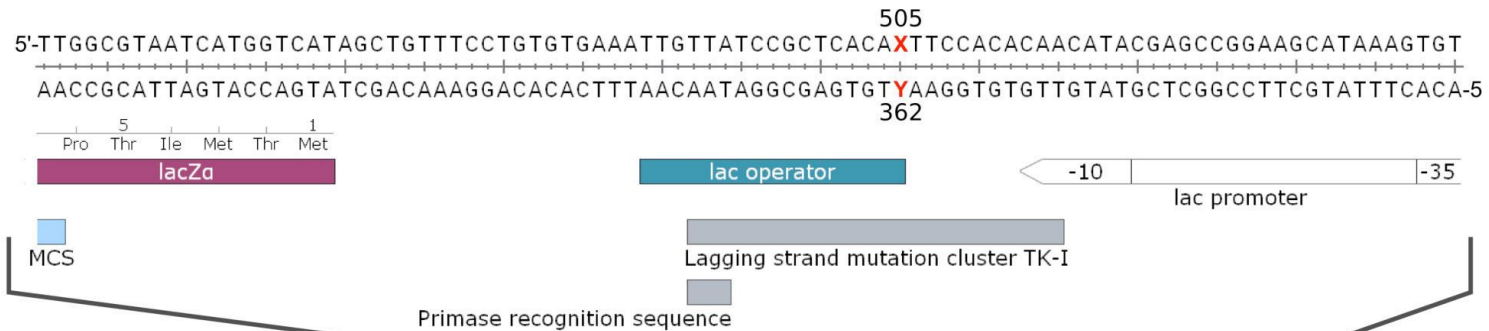 505
5'-TTGGCGTAATCATGGTCATAGCTGTTTCCTGTGTGAAATTGTTATCCGCTCACAXTTCCACACAACATACGAGCCGGAAGCATAAAGTGT
AACCGCATTAGTACCAGTATCGACAAAGGACACACTTTAACAATAGGCGAGTGTYAAGGTGTGTTGTATGCTCGGCCTTCGTATTTCACA-5
362
5 1
Pro Thr Ile Met Thr Met
lacZα lac operator -10 -35
lac promoter
MCS Lagging strand mutation cluster TK-I
Primase recognition sequence